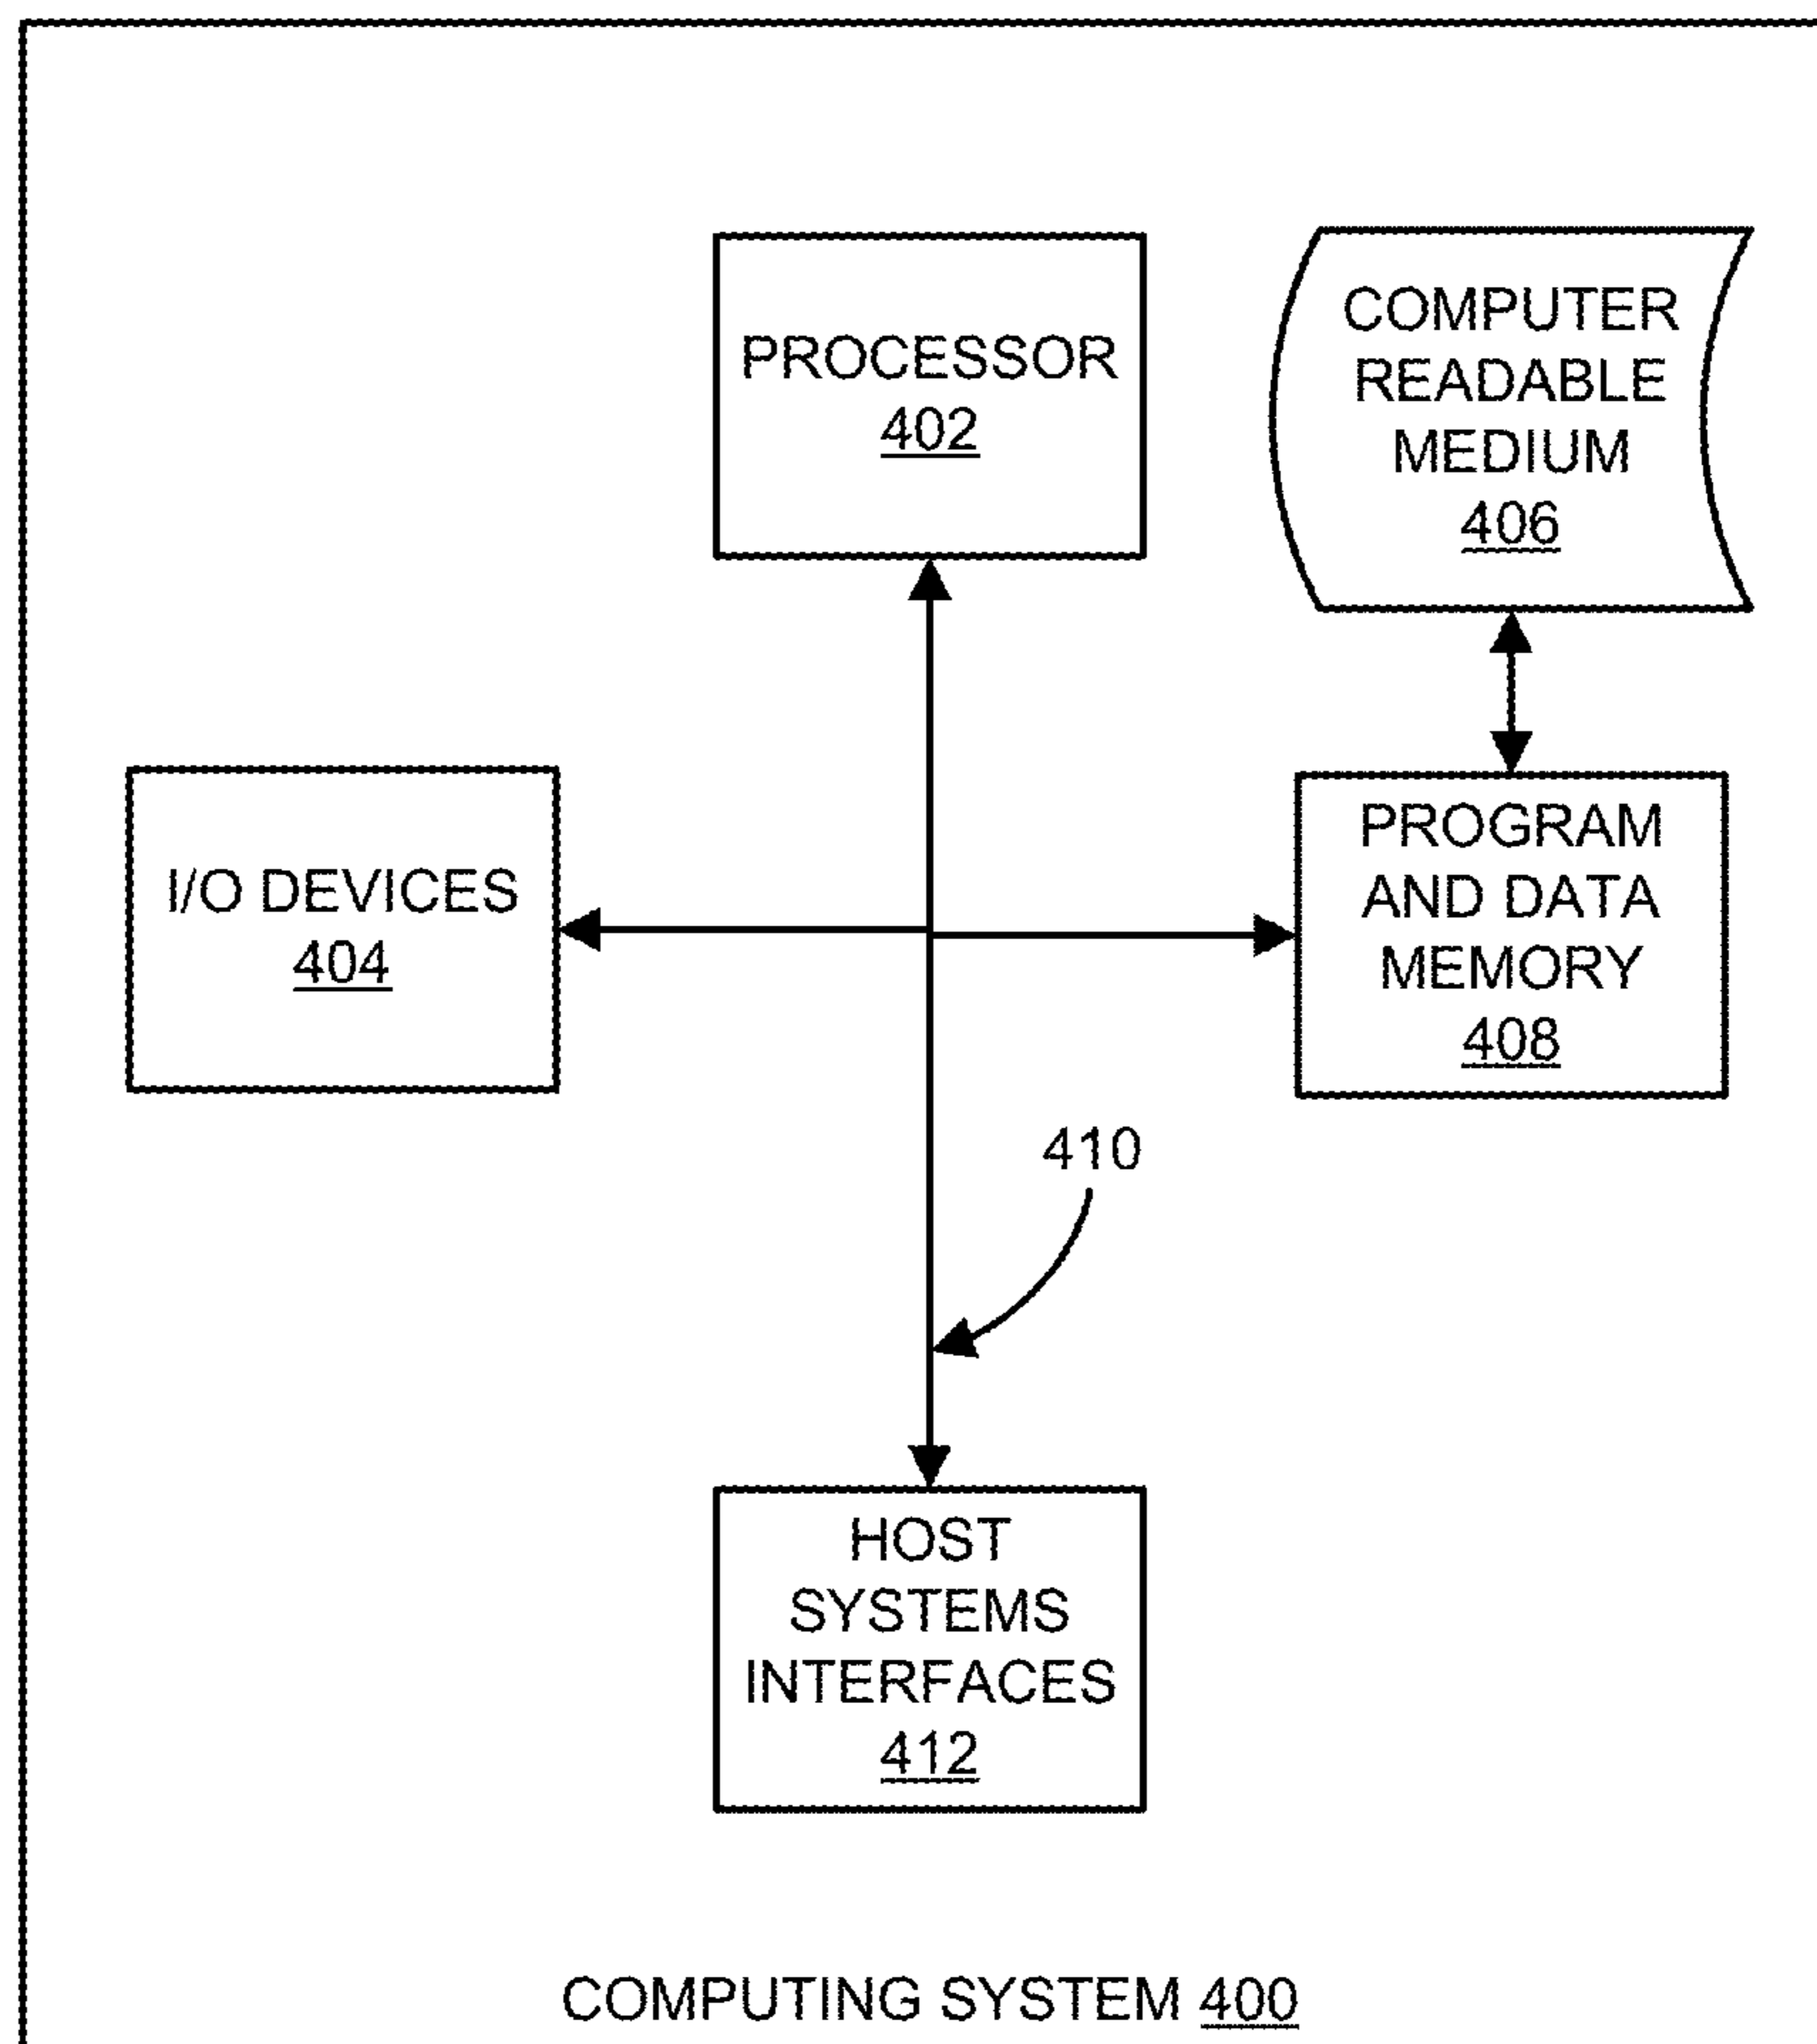 PROCESSOR
402
COMPUTER
READABLE
MEDIUM
406
I/O DEVICES
404
PROGRAM
AND DATA
MEMORY
408
410
HOST
SYSTEMS
INTERFACES
412
COMPUTING SYSTEM 400